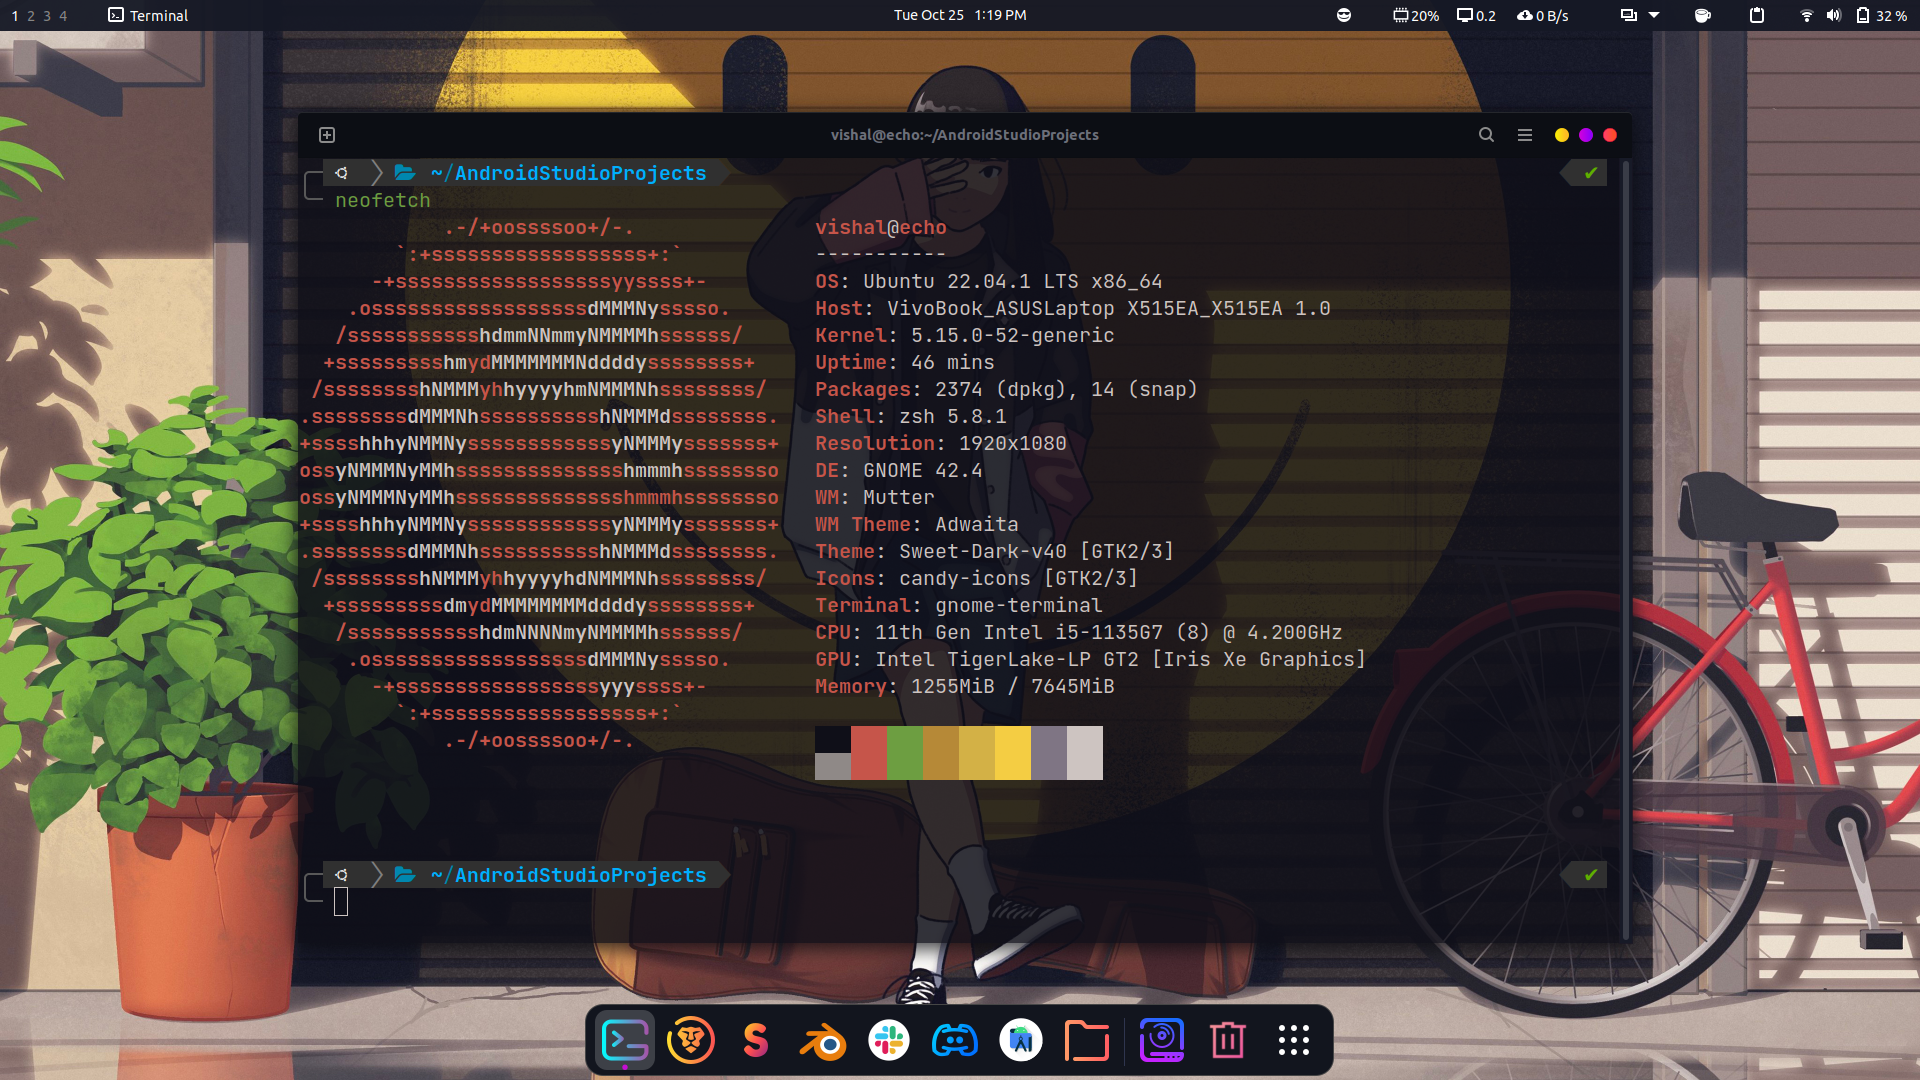 1 2 3 4 Terminal Tue Oct 25 1:19 PM 20% 0.2 0 B/s 32 %
vishal@echo:~/AndroidStudioProjects
~/AndroidStudioProjects ✔
neofetch
.-/+oossssoo+/-. vishal@echo
`:+ssssssssssssssssss+:` -----------
-+ssssssssssssssssssyyssss+- OS: Ubuntu 22.04.1 LTS x86_64
.ossssssssssssssssssdMMMNysssso. Host: VivoBook_ASUSLaptop X515EA_X515EA 1.0
/ssssssssssshdmmNNmmyNMMMMhssssss/ Kernel: 5.15.0-52-generic
+ssssssssshmydMMMMMMMNddddyssssssss+ Uptime: 46 mins
/sssssssshNMMMyhhyyyyhmNMMMNhssssssss/ Packages: 2374 (dpkg), 14 (snap)
.ssssssssdMMMNhsssssssssshNMMMdssssssss. Shell: zsh 5.8.1
+sssshhhyNMMNyssssssssssssyNMMMysssssss+ Resolution: 1920x1080
ossyNMMMNyMMhsssssssssssssshmmmhssssssso DE: GNOME 42.4
ossyNMMMNyMMhsssssssssssssshmmmhssssssso WM: Mutter
+sssshhhyNMMNyssssssssssssyNMMMysssssss+ WM Theme: Adwaita
.ssssssssdMMMNhsssssssssshNMMMdssssssss. Theme: Sweet-Dark-v40 [GTK2/3]
/sssssssshNMMMyhhyyyyhdNMMMNhssssssss/ Icons: candy-icons [GTK2/3]
+sssssssssdmydMMMMMMMMddddyssssssss+ Terminal: gnome-terminal
/ssssssssssshdmNNNNmyNMMMMhssssss/ CPU: 11th Gen Intel i5-1135G7 (8) @ 4.200GHz
.ossssssssssssssssssdMMMNysssso. GPU: Intel TigerLake-LP GT2 [Iris Xe Graphics]
-+sssssssssssssssssyyyssss+- Memory: 1255MiB / 7645MiB
`:+ssssssssssssssssss+:`
.-/+oossssoo+/-.
~/AndroidStudioProjects ✔